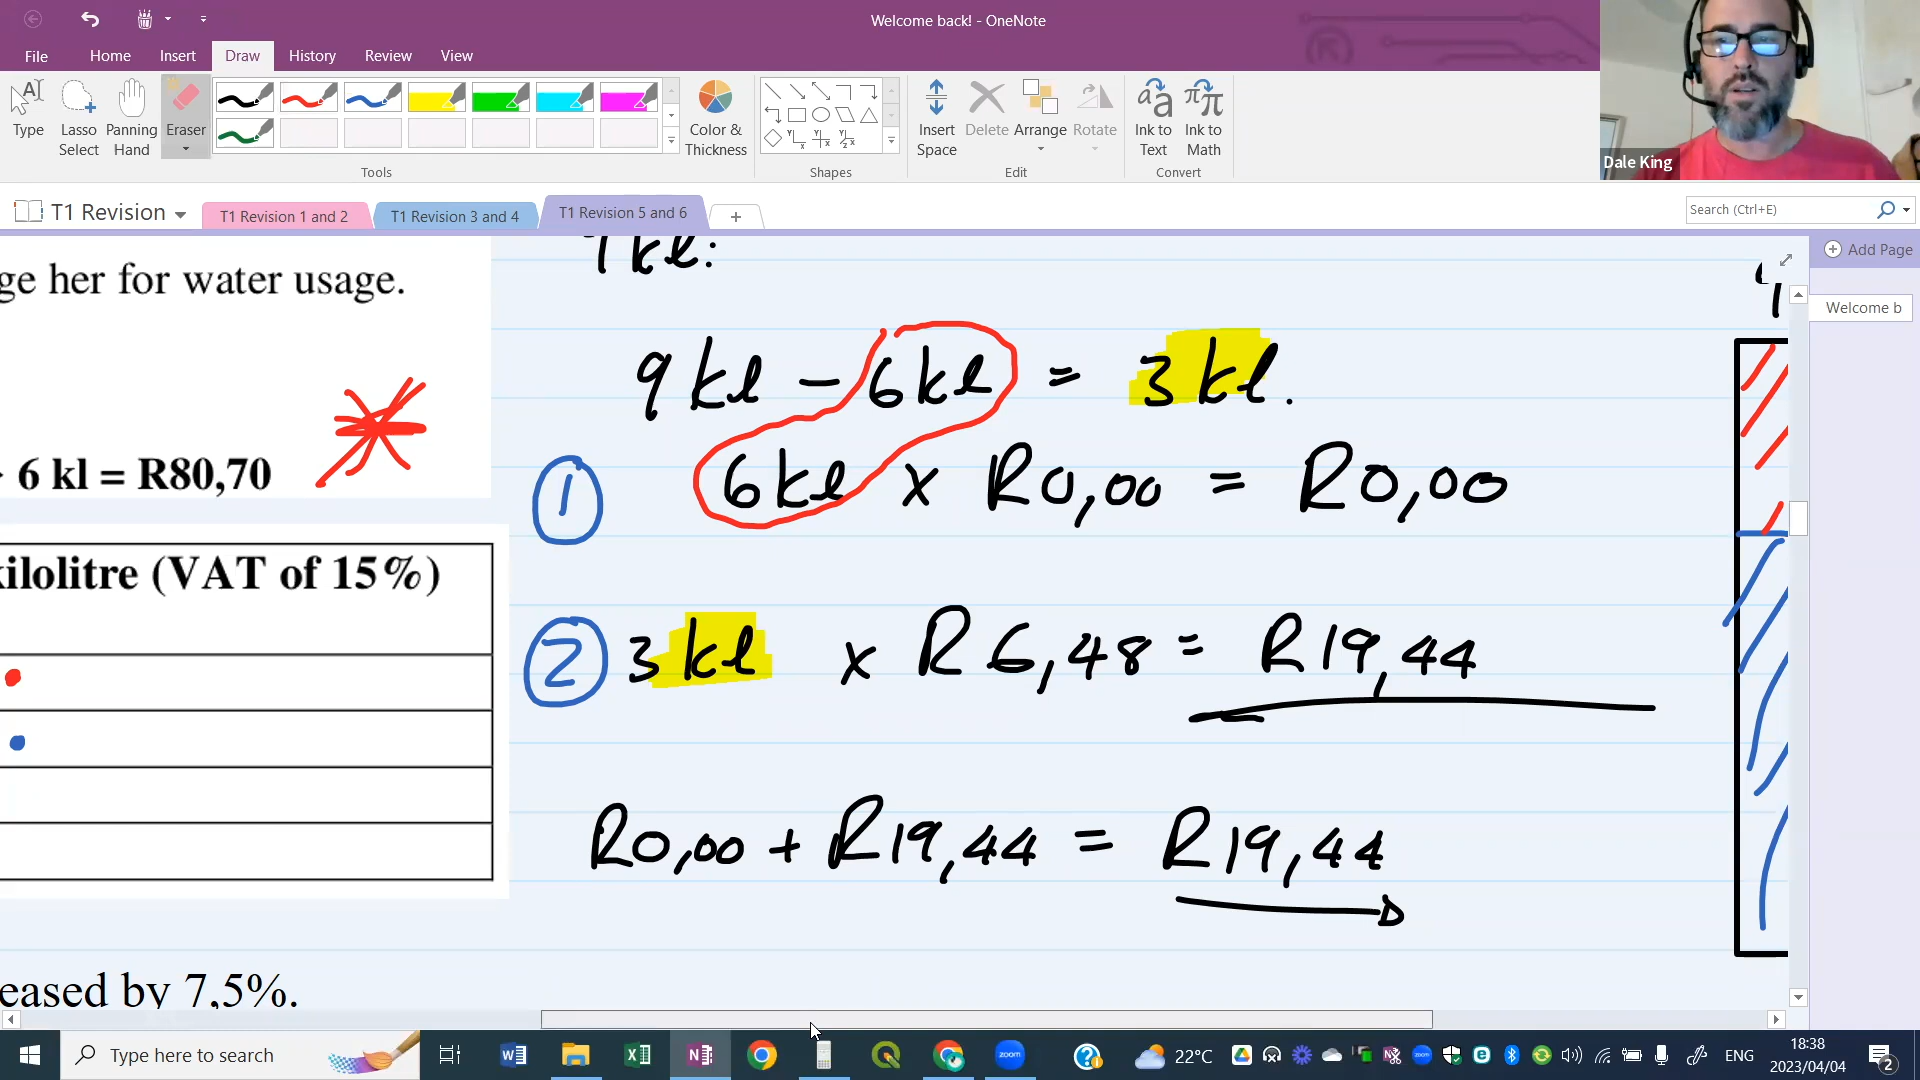 Welcome back! - OneNote
File Home Insert Draw History Review View
Type
Lasso Select
Panning Hand
Eraser
Color & Thickness
Insert Space
Delete
Arrange
Rotate
Ink to Text
Ink to Math
Tools
Shapes
Edit
Convert
Dale King
T1 Revision
T1 Revision 1 and 2
T1 Revision 3 and 4
T1 Revision 5 and 6
Search (Ctrl+E)
Add Page
Welcome b
ge her for water usage.
6 kl = R80,70
kilolitre (VAT of 15%)
eased by 7,5%.
9 kl - 6 kl = 3 kl.
1 6 kl x R0,00 = R0,00
2 3 kl x R6,48 = R19,44
R0,00 + R19,44 = R19,44
Type here to search
zoom
22°C
ENG
18:38
2023/04/04
2